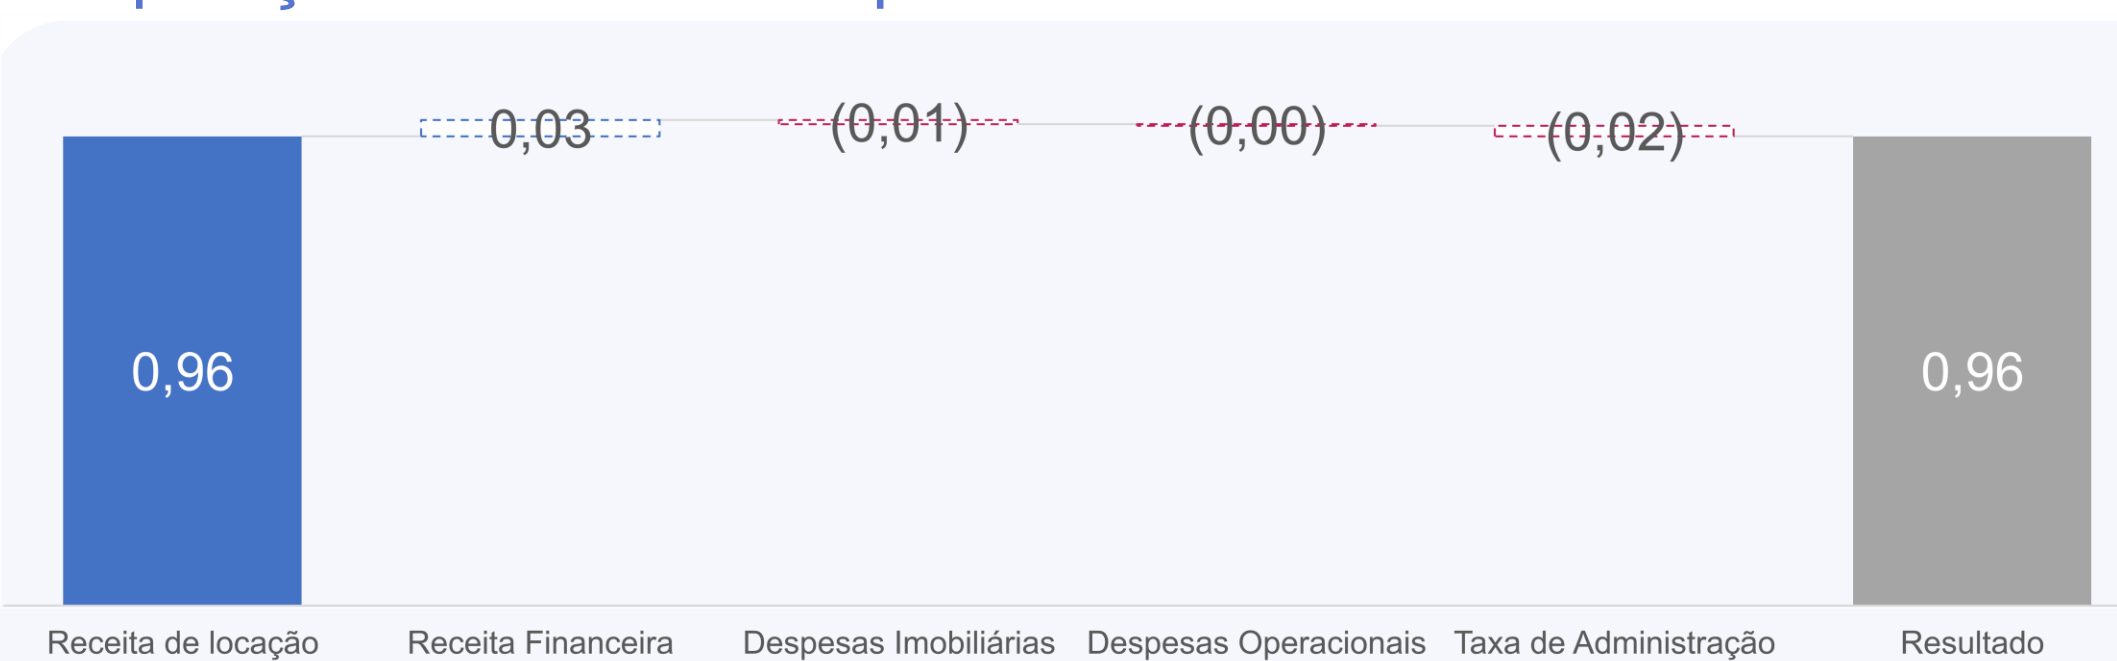 0,03 (0,01) (0,00) (0,02)
0,96 0,96
Receita de locação Receita Financeira Despesas Imobiliárias Despesas Operacionais Taxa de Administração Resultado